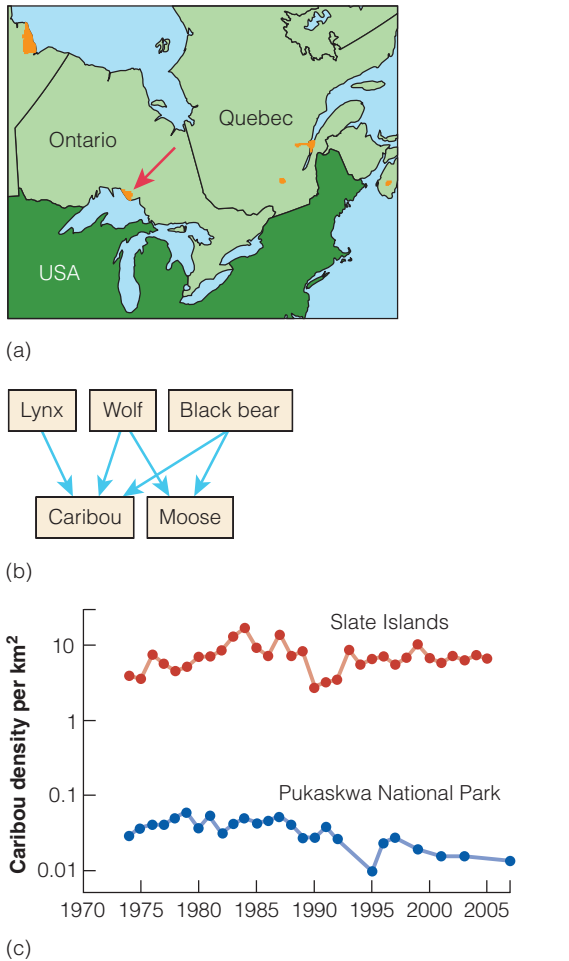 Ontario
Quebec
USA
(a)
Lynx
Wolf
Black bear
Caribou
Moose
(b)
Caribou density per km²
10
1
0.1
0.01
Slate Islands
Pukaskwa National Park
1970 1975 1980 1985 1990 1995 2000 2005
(c)